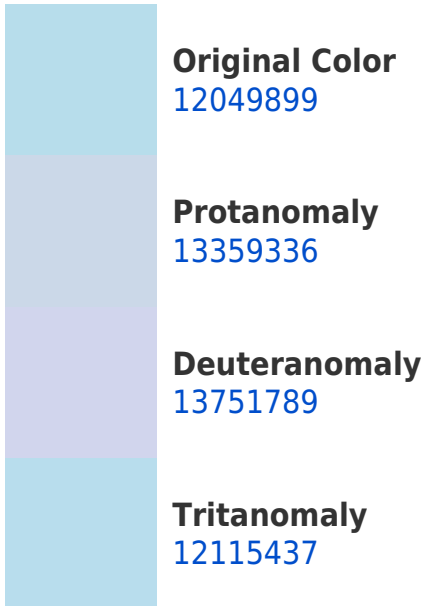 Original Color
12049899
Protanomaly
13359336
Deuteranomaly
13751789
Tritanomaly
12115437